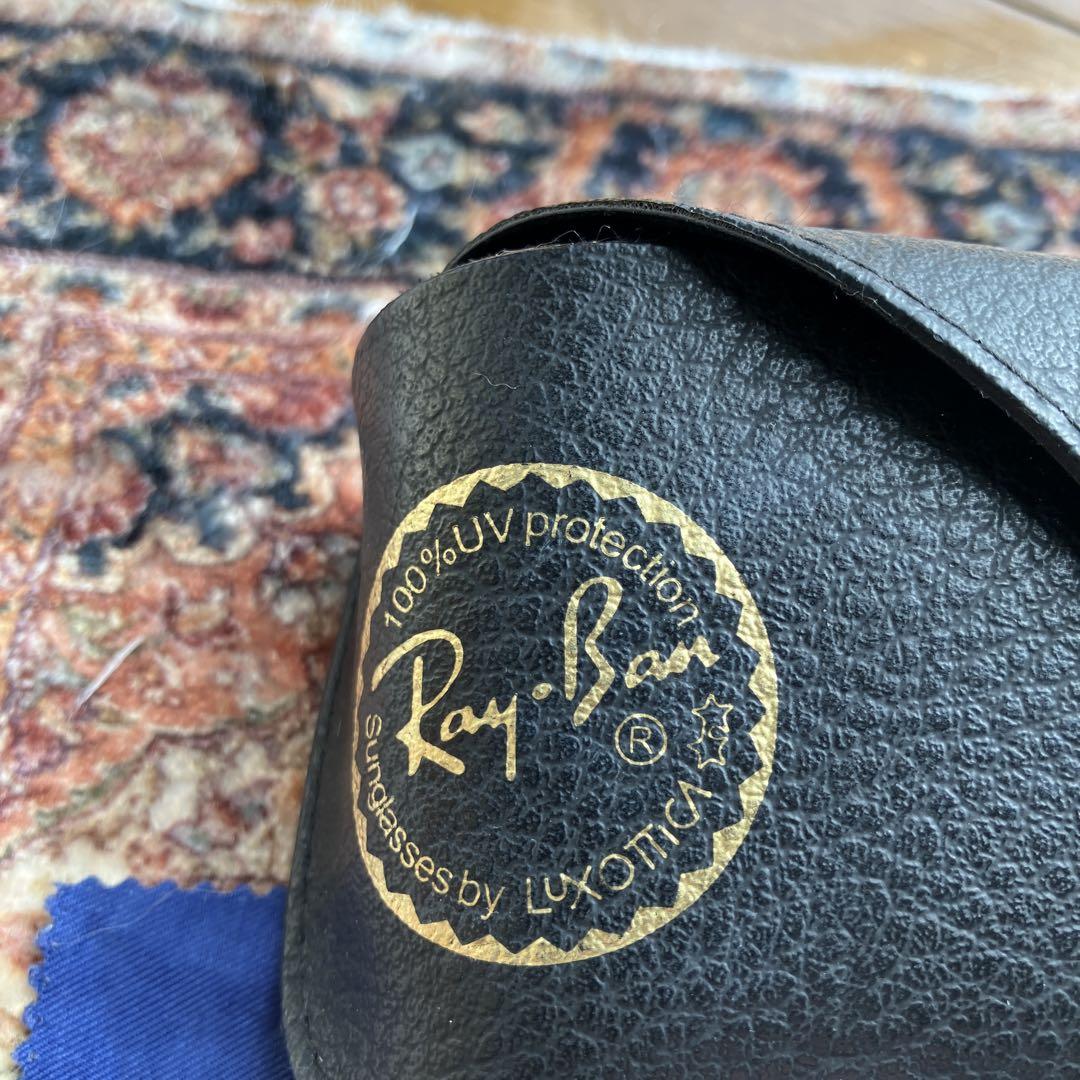 100%UV protection
Ray-Ban
®
Sunglasses by LUXOTTICA